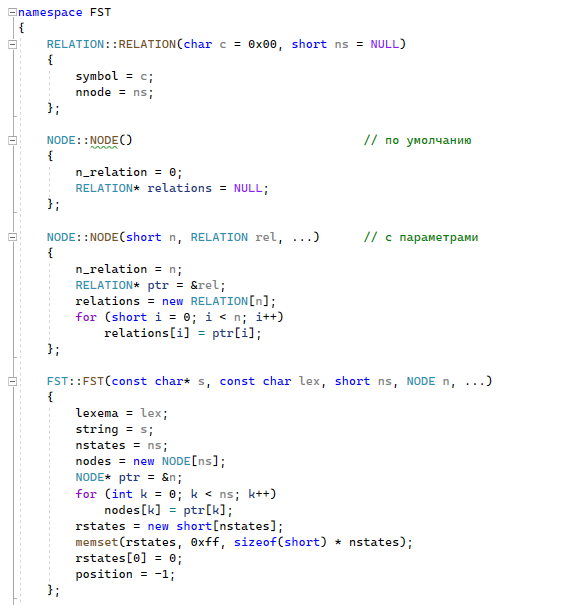 namespace FST
{
    RELATION::RELATION(char c = 0x00, short ns = NULL)
    {
        symbol = c;
        nnode = ns;
    };
    NODE::NODE()                                // по умолчанию
    {
        n_relation = 0;
        RELATION* relations = NULL;
    };
    NODE::NODE(short n, RELATION rel, ...)      // с параметрами
    {
        n_relation = n;
        RELATION* ptr = &rel;
        relations = new RELATION[n];
        for (short i = 0; i < n; i++)
            relations[i] = ptr[i];
    };
    FST::FST(const char* s, const char lex, short ns, NODE n, ...)
    {
        lexema = lex;
        string = s;
        nstates = ns;
        nodes = new NODE[ns];
        NODE* ptr = &n;
        for (int k = 0; k < ns; k++)
            nodes[k] = ptr[k];
        rstates = new short[nstates];
        memset(rstates, 0xff, sizeof(short) * nstates);
        rstates[0] = 0;
        position = -1;
    };